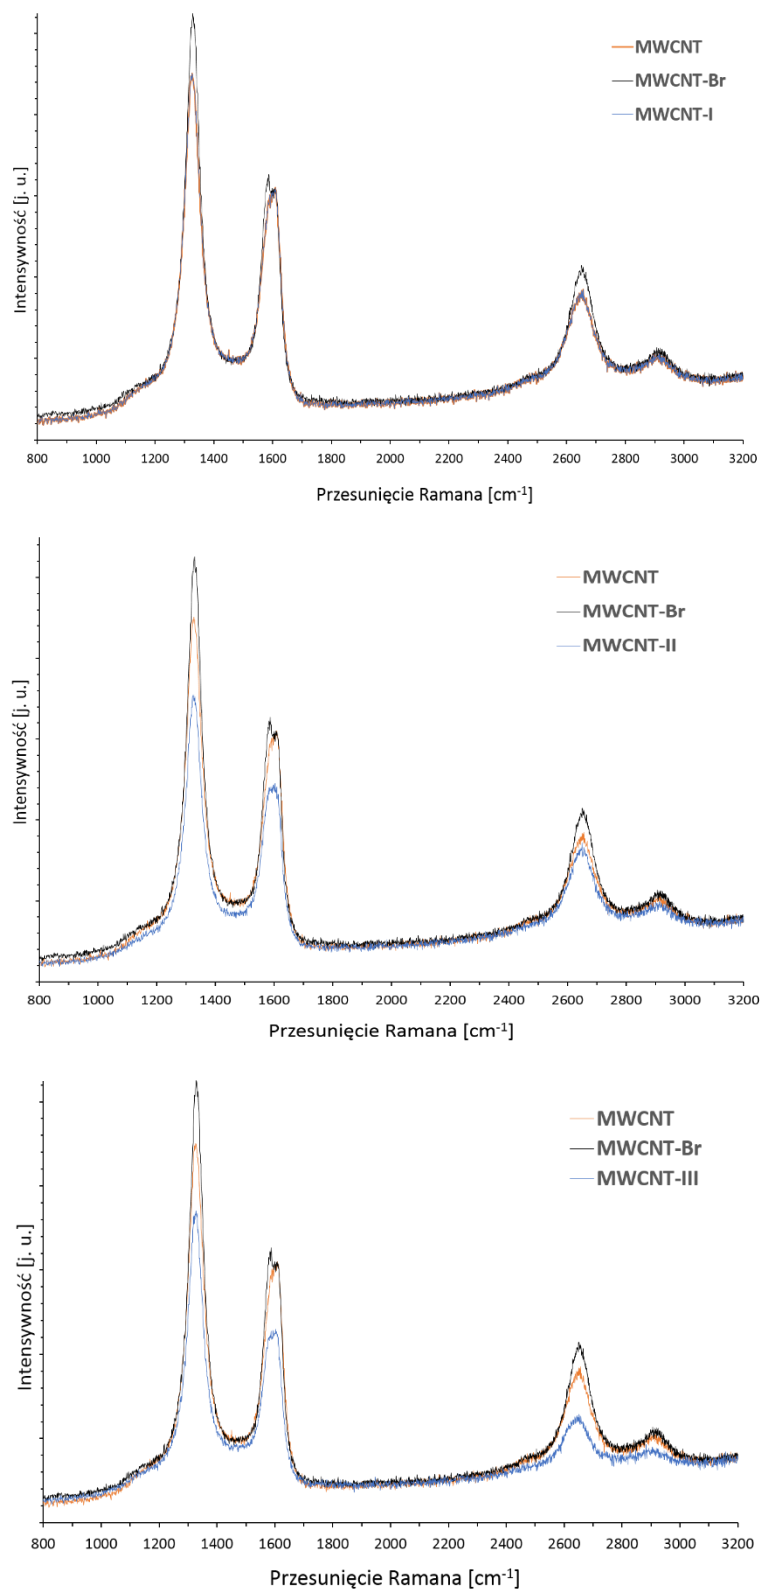 MWCNT
MWCNT-Br
MWCNT-I
Intensywność [j. u.]
800 1000 1200 1400 1600 1800 2000 2200 2400 2600 2800 3000 3200
Przesunięcie Ramana [cm-1]
MWCNT
MWCNT-Br
MWCNT-II
Intensywność [j. u.]
800 1000 1200 1400 1600 1800 2000 2200 2400 2600 2800 3000 3200
Przesunięcie Ramana [cm-1]
MWCNT
MWCNT-Br
MWCNT-III
Intensywność [j. u.]
800 1000 1200 1400 1600 1800 2000 2200 2400 2600 2800 3000 3200
Przesunięcie Ramana [cm-1]